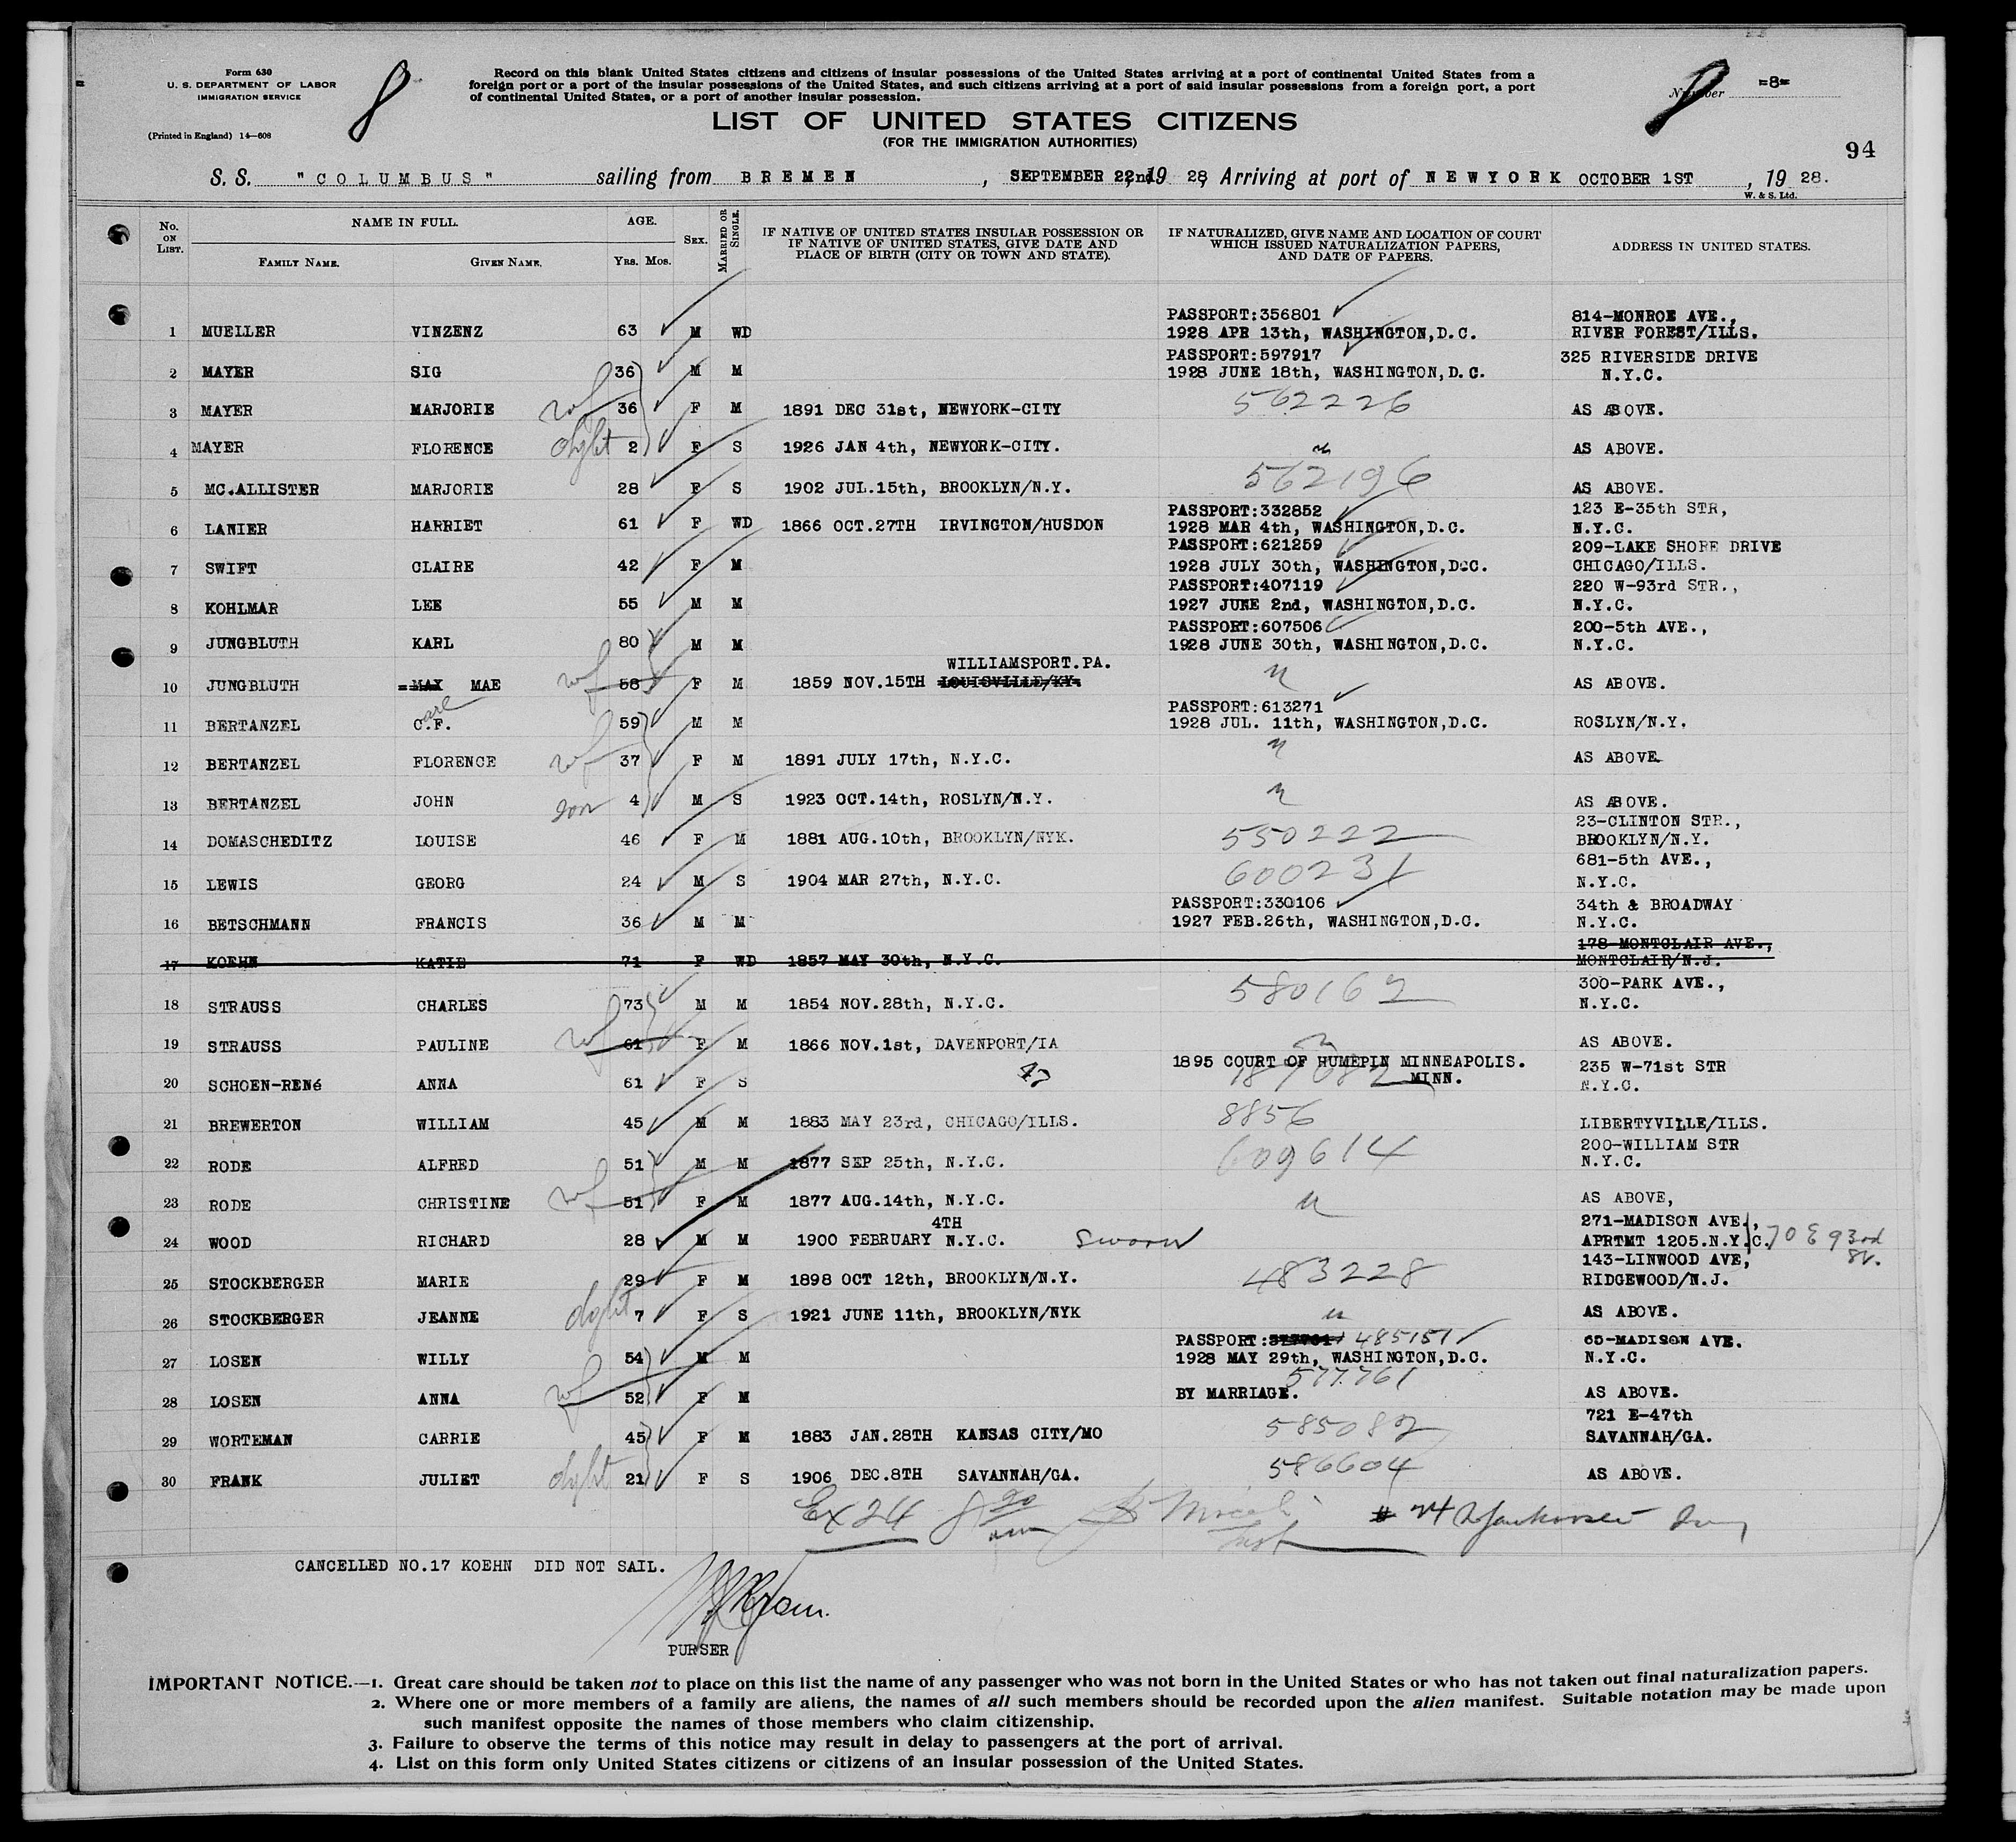 Form 630
U. S. DEPARTMENT OF LABOR
IMMIGRATION SERVICE
(Printed in England) 14—608
8
Record on this blank United States citizens and citizens of insular possessions of the United States arriving at a port of continental United States from a
foreign port or a port of the insular possessions of the United States, and such citizens arriving at a port of said insular possessions from a foreign port, a port
of continental United States, or a port of another insular possession.
Number =8=
8
LIST OF UNITED STATES CITIZENS
(FOR THE IMMIGRATION AUTHORITIES)
94
S. S. "COLUMBUS" sailing from BREMEN, SEPTEMBER 22nd 19 28, Arriving at port of NEWYORK OCTOBER 1ST, 19 28.
W. & S. Ltd.
No. ON LIST. NAME IN FULL. AGE. SEX. MARRIED OR SINGLE. IF NATIVE OF UNITED STATES INSULAR POSSESSION OR IF NATIVE OF UNITED STATES, GIVE DATE AND PLACE OF BIRTH (CITY OR TOWN AND STATE). IF NATURALIZED, GIVE NAME AND LOCATION OF COURT WHICH ISSUED NATURALIZATION PAPERS, AND DATE OF PAPERS. ADDRESS IN UNITED STATES.
FAMILY NAME. GIVEN NAME. YRS. MOS.
PASSPORT:356801 814-MONROE AVE.,
1 MUELLER VINZENZ 63 M WD 1928 APR 13th, WASHINGTON,D.C. RIVER FOREST/ILLS.
PASSPORT:597917 325 RIVERSIDE DRIVE
2 MAYER SIG 36 M M 1928 JUNE 18th, WASHINGTON,D.C. N.Y.C.
3 MAYER MARJORIE wf 36 F M 1891 DEC 31st, NEWYORK-CITY 562226 AS ABOVE.
4 MAYER FLORENCE dght 2 F S 1926 JAN 4th, NEWYORK-CITY. " AS ABOVE.
5 MC.ALLISTER MARJORIE 28 F S 1902 JUL.15th, BROOKLYN/N.Y. 562196 AS ABOVE.
PASSPORT:332852 123 E-35th STR,
6 LANIER HARRIET 61 F WD 1866 OCT.27TH IRVINGTON/HUSDON 1928 MAR 4th, WASHINGTON,D.C. N.Y.C.
PASSPORT:621259 209-LAKE SHORE DRIVE
7 SWIFT CLAIRE 42 F M 1928 JULY 30th, WASHINGTON,D.C. CHICAGO/ILLS.
PASSPORT:407119 220 W-93rd STR.,
8 KOHLMAR LEE 55 M M 1927 JUNE 2nd, WASHINGTON,D.C. N.Y.C.
PASSPORT:607506 200-5th AVE.,
9 JUNGBLUTH KARL 80 M M 1928 JUNE 30th, WASHINGTON,D.C. N.Y.C.
WILLIAMSPORT.PA.
10 JUNGBLUTH MAX MAE wf 58 F M 1859 NOV.15TH LOUISVILLE/KY. " AS ABOVE.
PASSPORT:613271
11 BERTANZEL C.F. Carl 59 M M 1928 JUL. 11th, WASHINGTON,D.C. ROSLYN/N.Y.
12 BERTANZEL FLORENCE wf 37 F M 1891 JULY 17th, N.Y.C. " AS ABOVE.
13 BERTANZEL JOHN son 4 M S 1923 OCT.14th, ROSLYN/N.Y. " AS ABOVE.
23-CLINTON STR.,
14 DOMASCHEDITZ LOUISE 46 F M 1881 AUG.10th, BROOKLYN/NYK. 550222 BROOKLYN/N.Y.
681-5th AVE.,
15 LEWIS GEORG 24 M S 1904 MAR 27th, N.Y.C. 600231 N.Y.C.
PASSPORT:330106 34th & BROADWAY
16 BETSCHMANN FRANCIS 36 M M 1927 FEB.26th, WASHINGTON,D.C. N.Y.C.
178-MONTCLAIR AVE.,
17 KOEHN KATIE 71 F WD 1857 MAY 30th, N.Y.C. MONTCLAIR/N.J.
300-PARK AVE.,
18 STRAUSS CHARLES 73 M M 1854 NOV.28th, N.Y.C. 580162 N.Y.C.
19 STRAUSS PAULINE wf 61 F M 1866 NOV.1st, DAVENPORT/IA " AS ABOVE.
1895 COURT OF HUMEPIN MINNEAPOLIS. 235 W-71st STR
20 SCHOEN-RENé ANNA 61 F S MINN. N.Y.C.
21 BREWERTON WILLIAM 45 M M 1883 MAY 23rd, CHICAGO/ILLS. 8856 LIBERTYVILLE/ILLS.
200-WILLIAM STR
22 RODE ALFRED 51 M M 1877 SEP 25th, N.Y.C. 609614 N.Y.C.
23 RODE CHRISTINE wf 51 F M 1877 AUG.14th, N.Y.C. " AS ABOVE,
4TH 271-MADISON AVE.,
24 WOOD RICHARD 28 M M 1900 FEBRUARY N.Y.C. Sworn APRTMT 1205.N.Y.C. 70 E 93rd St.
143-LINWOOD AVE,
25 STOCKBERGER MARIE 29 F M 1898 OCT 12th, BROOKLYN/N.Y. 483228 RIDGEWOOD/N.J.
26 STOCKBERGER JEANNE dght 7 F S 1921 JUNE 11th, BROOKLYN/NYK " AS ABOVE.
PASSPORT: 485151 65-MADISON AVE.
27 LOSEN WILLY 54 M M 1928 MAY 29th, WASHINGTON,D.C. N.Y.C.
577761
28 LOSEN ANNA wf 52 F M BY MARRIAGE. AS ABOVE.
721 E-47th
29 WORTEMAN CARRIE 45 F M 1883 JAN.28TH KANSAS CITY/MO 585082 SAVANNAH/GA.
30 FRANK JULIET dght 21 F S 1906 DEC.8TH SAVANNAH/GA. 586604 AS ABOVE.
Ex 24
CANCELLED NO.17 KOEHN DID NOT SAIL.
PURSER
IMPORTANT NOTICE.—1. Great care should be taken not to place on this list the name of any passenger who was not born in the United States or who has not taken out final naturalization papers.
2. Where one or more members of a family are aliens, the names of all such members should be recorded upon the alien manifest. Suitable notation may be made upon
such manifest opposite the names of those members who claim citizenship.
3. Failure to observe the terms of this notice may result in delay to passengers at the port of arrival.
4. List on this form only United States citizens or citizens of an insular possession of the United States.